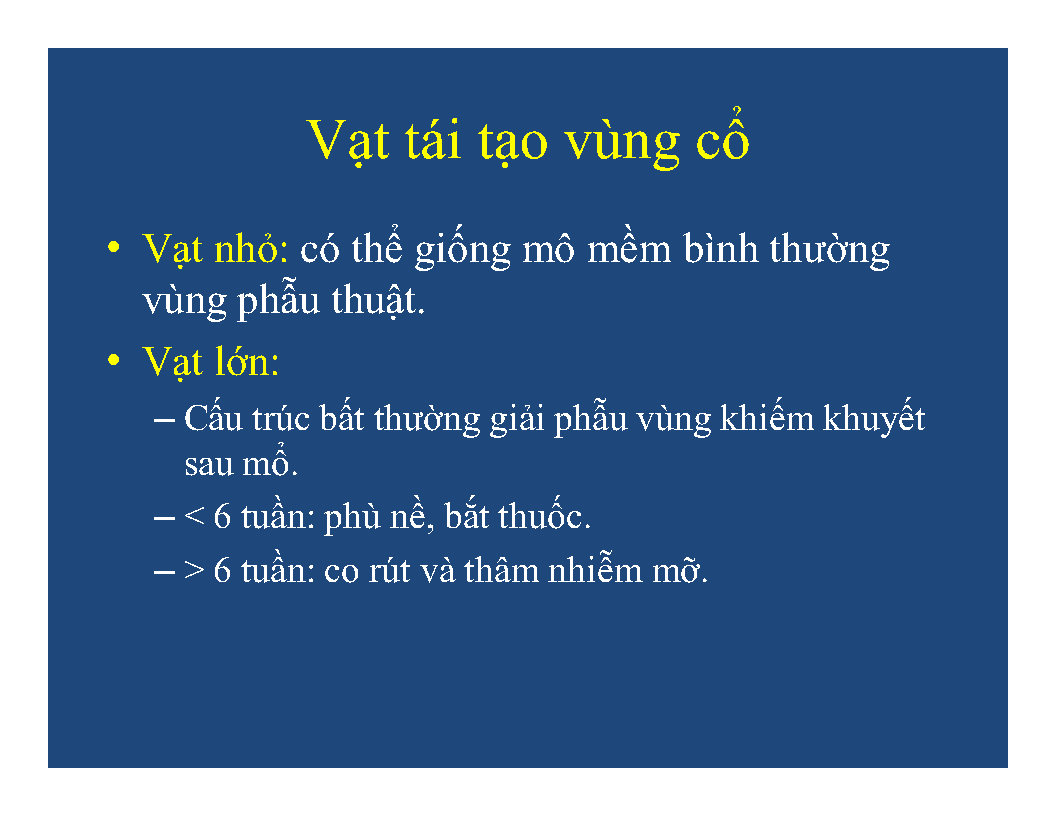 Vạt tái tạo vùng cổ
• Vạt nhỏ: có thể giống mô mềm bình thường
vùng phẫu thuật.
• Vạt lớn:
– Cấu trúc bất thường giải phẫu vùng khiếm khuyết
sau mổ.
– < 6 tuần: phù nề, bắt thuốc.
– > 6 tuần: co rút và thâm nhiễm mỡ.